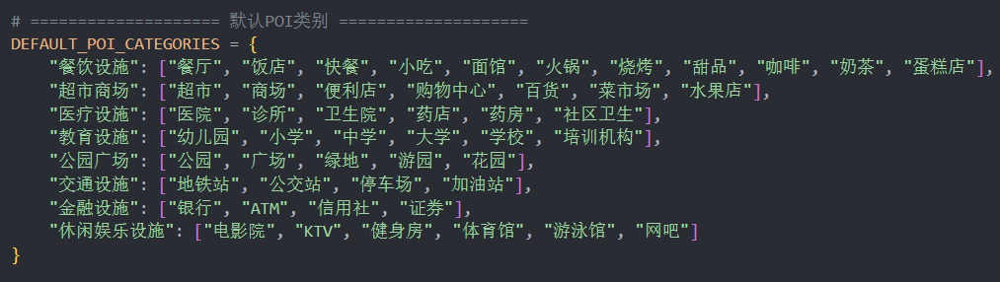 # ==================== 默认POI类别 ====================
DEFAULT_POI_CATEGORIES = {
    "餐饮设施": ["餐厅", "饭店", "快餐", "小吃", "面馆", "火锅", "烧烤", "甜品", "咖啡", "奶茶", "蛋糕店"],
    "超市商场": ["超市", "商场", "便利店", "购物中心", "百货", "菜市场", "水果店"],
    "医疗设施": ["医院", "诊所", "卫生院", "药店", "药房", "社区卫生"],
    "教育设施": ["幼儿园", "小学", "中学", "大学", "学校", "培训机构"],
    "公园广场": ["公园", "广场", "绿地", "游园", "花园"],
    "交通设施": ["地铁站", "公交站", "停车场", "加油站"],
    "金融设施": ["银行", "ATM", "信用社", "证券"],
    "休闲娱乐设施": ["电影院", "KTV", "健身房", "体育馆", "游泳馆", "网吧"]
}